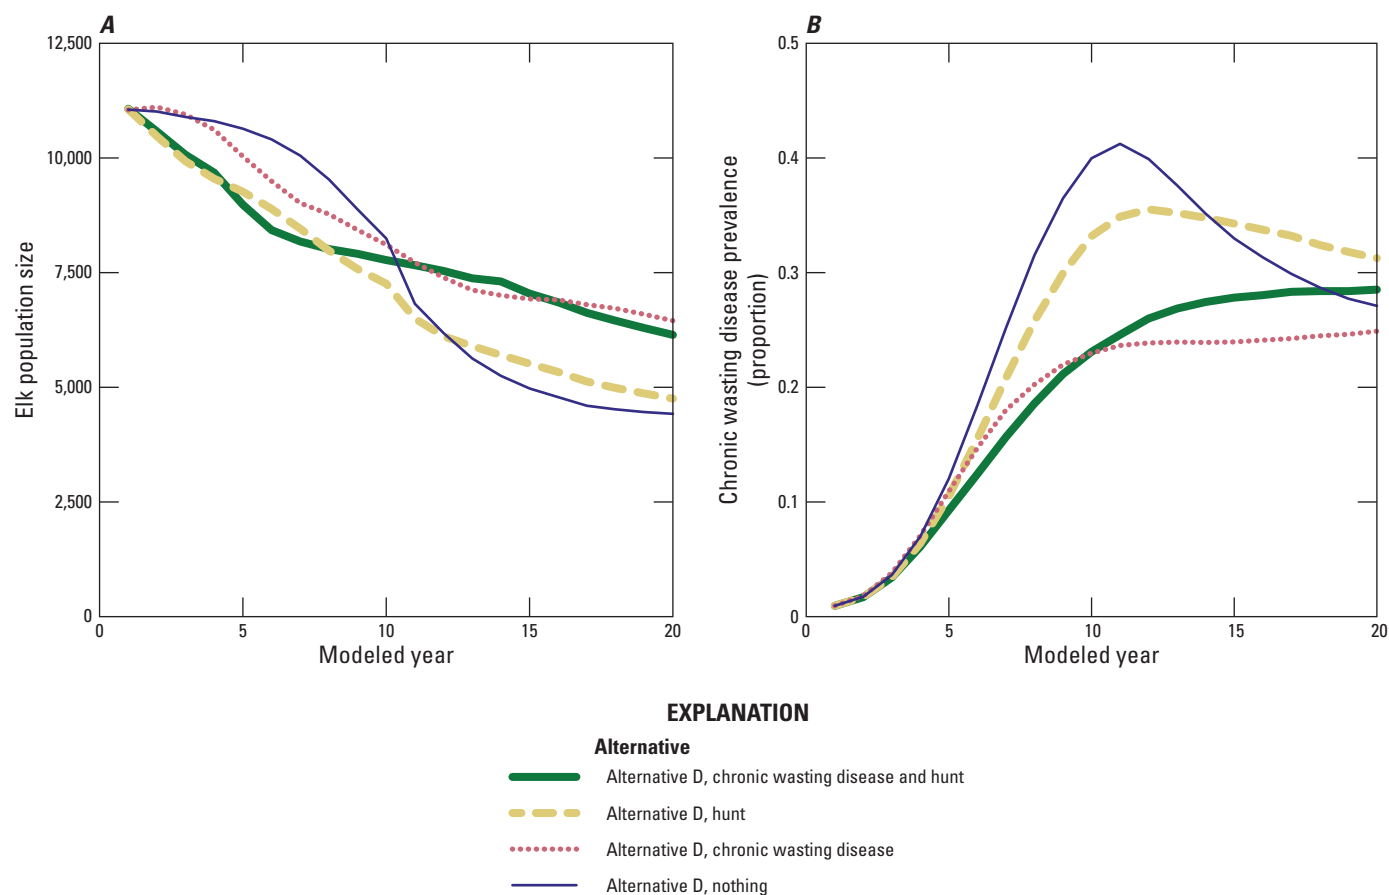 A
12,500
10,000
7,500
5,000
2,500
0
Elk population size
0 5 10 15 20
Modeled year
B
0.5
0.4
0.3
0.2
0.1
0
Chronic wasting disease prevalence
(proportion)
0 5 10 15 20
Modeled year
EXPLANATION
Alternative
Alternative D, chronic wasting disease and hunt
Alternative D, hunt
Alternative D, chronic wasting disease
Alternative D, nothing